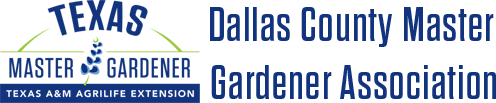 TEXAS
MASTER GARDENER
TEXAS A&M AGRILIFE EXTENSION
Dallas County Master
Gardener Association